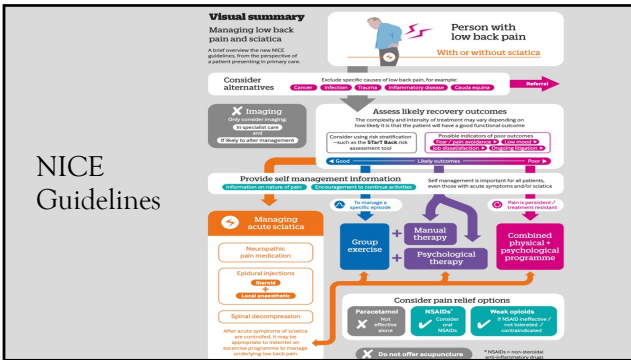 NICE
Guidelines
Visual summary
Managing low back
pain and sciatica
A brief overview the new NICE
guidelines, from the perspective of
a patient presenting in primary care.
Person with
low back pain
With or without sciatica
Consider
alternatives
Exclude specific causes of low back pain, for example:
Cancer Infection Trauma Inflammatory disease Cauda equina
Referral
Imaging
Only consider imaging:
In specialist care
and
If likely to alter management
Assess likely recovery outcomes
The complexity and intensity of treatment may vary depending on
how likely it is that the patient will have a good functional outcome
Consider using risk stratification
—such as the STarT Back risk
assessment tool
Possible indicators of poor outcomes
Fear / pain avoidance Low mood
Job dissatisfaction Ongoing litigation
Good Likely outcomes Poor
Provide self management information
Information on nature of pain Encouragement to continue activities
Self management is important for all patients,
even those with acute symptoms and/or sciatica
Managing
acute sciatica
Neuropathic
pain medication
Epidural injections
Steroid
+
Local anaesthetic
Spinal decompression
After acute symptoms of sciatica
are controlled, it may be
appropriate to
exercise programme to manage
underlying low back pain
To manage a
specific episode
Group
exercise
+
Manual
therapy
+
Psychological
therapy
Pain is persistent /
treatment resistant
Combined
physical +
psychological
programme
Consider pain relief options
Paracetamol
Not
effective
alone
NSAIDs*
Consider
oral
NSAIDs
Weak opioids
If NSAID ineffective /
not tolerated /
contraindicated
Do not offer acupuncture
* NSAIDs = non-steroidal
anti-inflammatory drugs